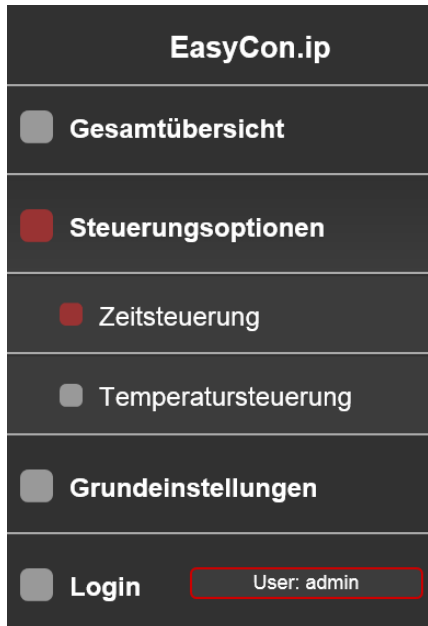 EasyCon.ip
Gesamtübersicht
Steuerungsoptionen
Zeitsteuerung
Temperatursteuerung
Grundeinstellungen
Login
User: admin